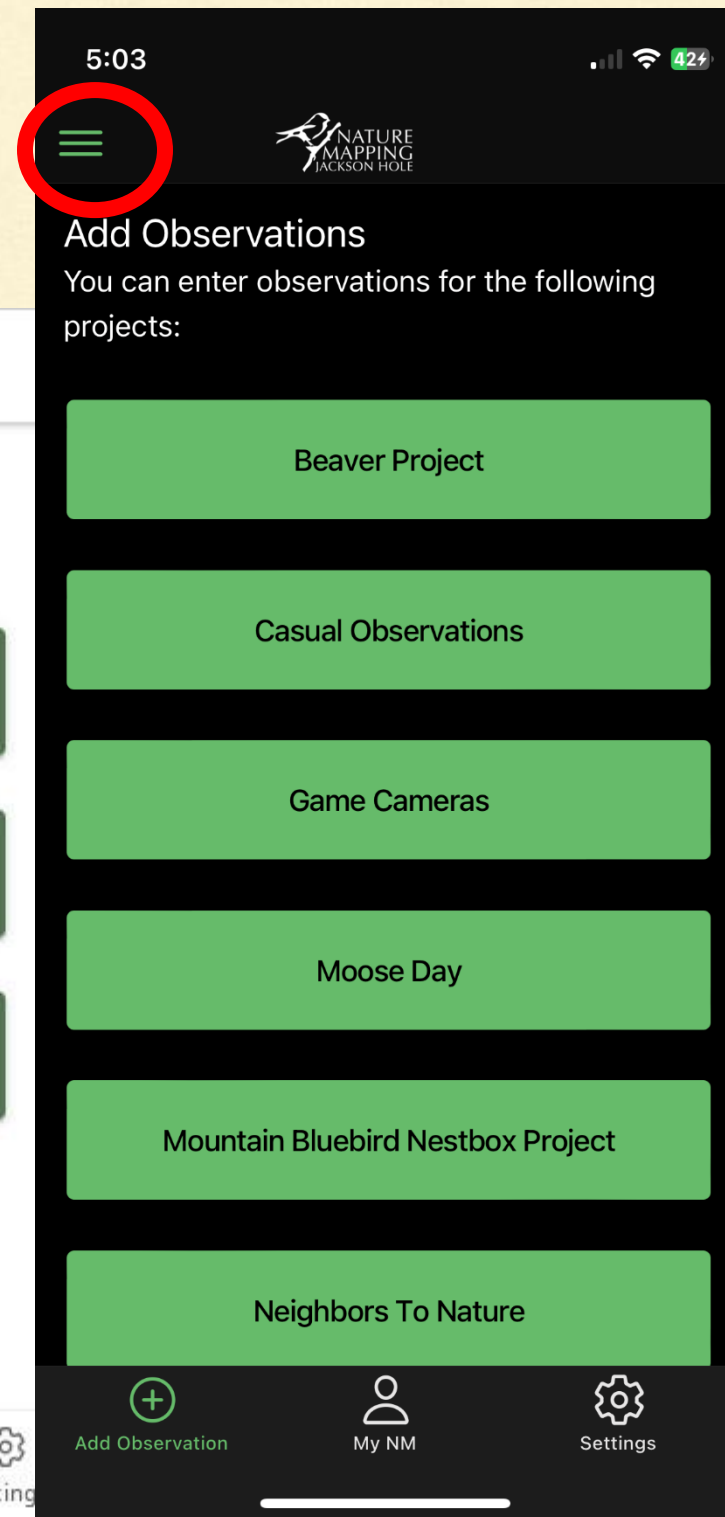 5:03
42
NATURE
MAPPING
JACKSON HOLE
Add Observations
You can enter observations for the following
projects:
Beaver Project
Casual Observations
Game Cameras
Moose Day
Mountain Bluebird Nestbox Project
Neighbors To Nature
Add Observation
My NM
Settings